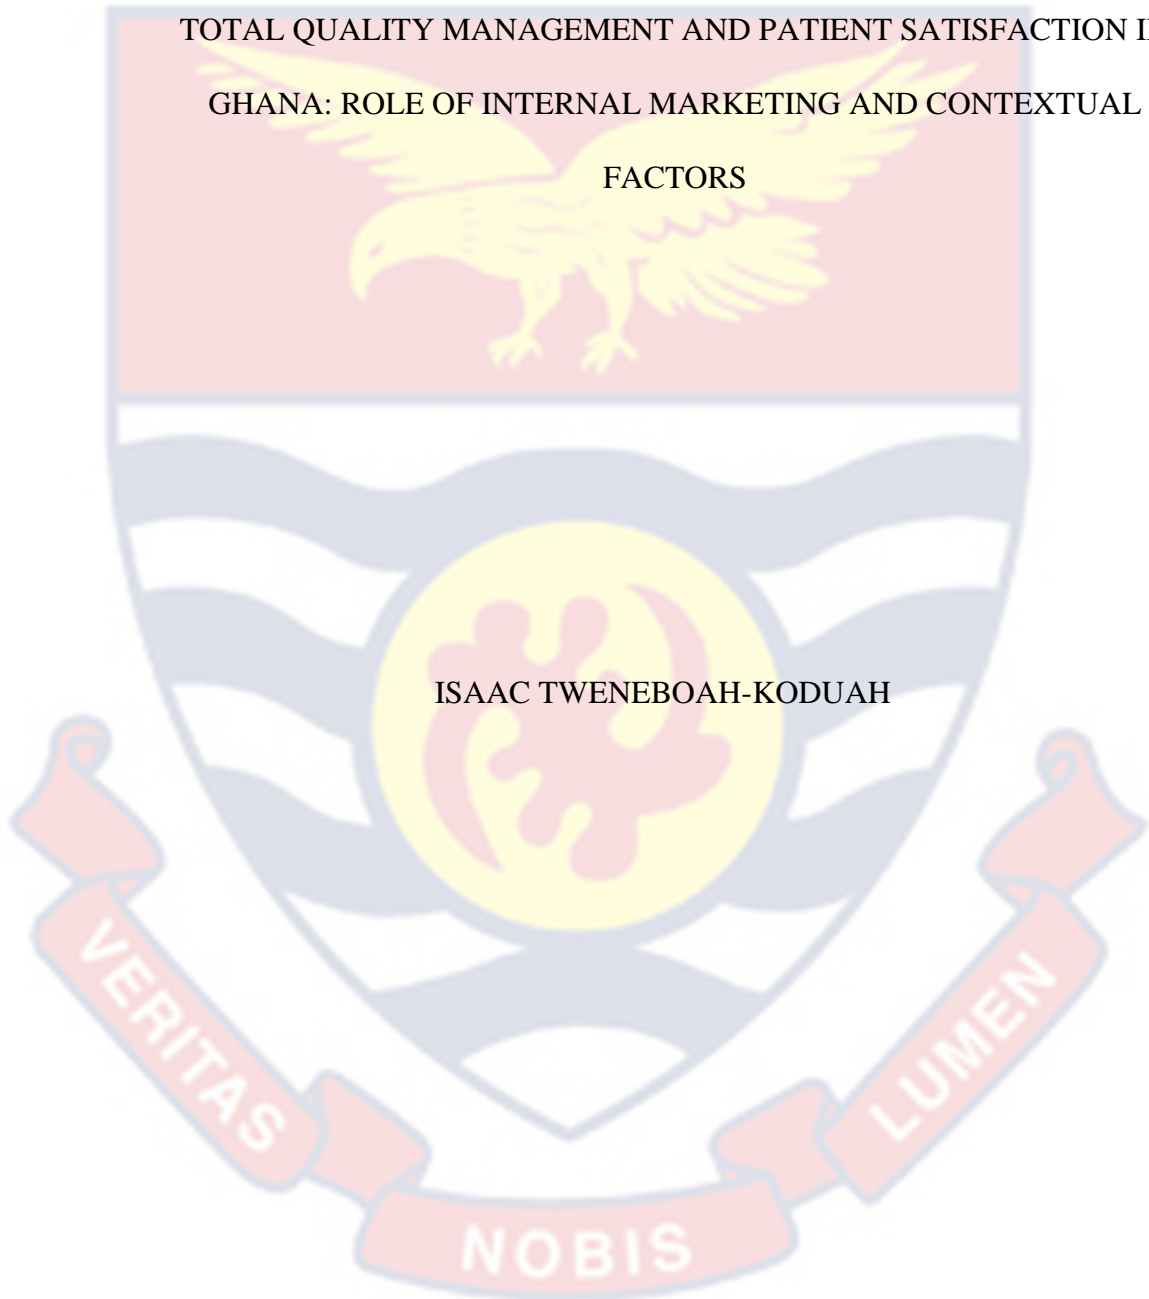 TOTAL QUALITY MANAGEMENT AND PATIENT SATISFACTION
GHANA: ROLE OF INTERNAL MARKETING AND CONTEXTUAL
FACTORS
ISAAC TWENEBOAH-KODUAH
VERITAS
NOBIS
LUMEN